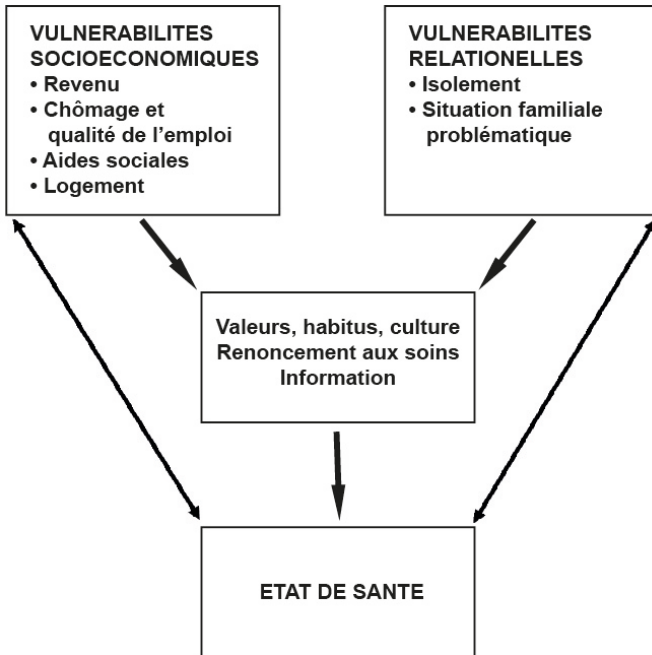 VULNERABILITES
SOCIOECONOMIQUES
• Revenu
• Chômage et
qualité de l'emploi
• Aides sociales
• Logement
VULNERABILITES
RELATIONELLES
• Isolement
• Situation familiale
problématique
Valeurs, habitus, culture
Renoncement aux soins
Information
ETAT DE SANTE